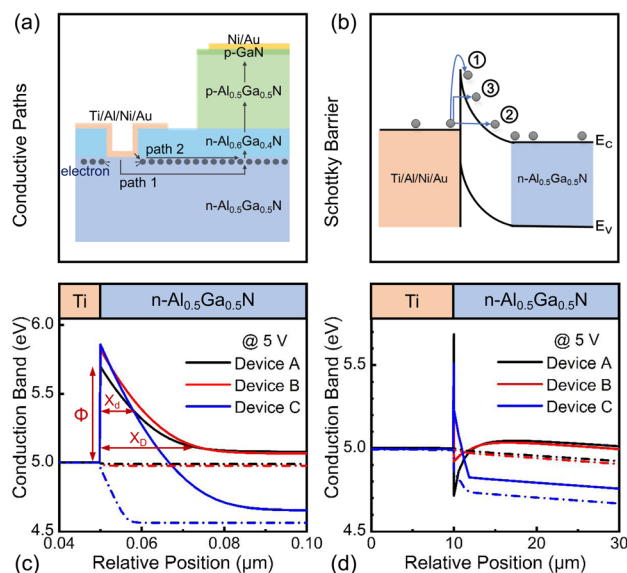 (a)
Conductive Paths
Ni/Au
p-GaN
p-Al0.5Ga0.5N
Ti/Al/Ni/Au
n-Al0.6Ga0.4N
path 2
electron
path 1
n-Al0.5Ga0.5N
(b)
Schottky Barrier
①
③
②
EC
Ti/Al/Ni/Au
n-Al0.5Ga0.5N
EV
Ti
n-Al0.5Ga0.5N
Conduction Band (eV)
6.0
5.5
5.0
4.5
@ 5 V
Device A
Device B
Device C
Φ
Xd
XD
0.04
0.06
0.08
0.10
Relative Position (μm)
(c)
Ti
n-Al0.5Ga0.5N
Conduction Band (eV)
5.5
5.0
4.5
@ 5 V
Device A
Device B
Device C
0
10
20
30
Relative Position (μm)
(d)